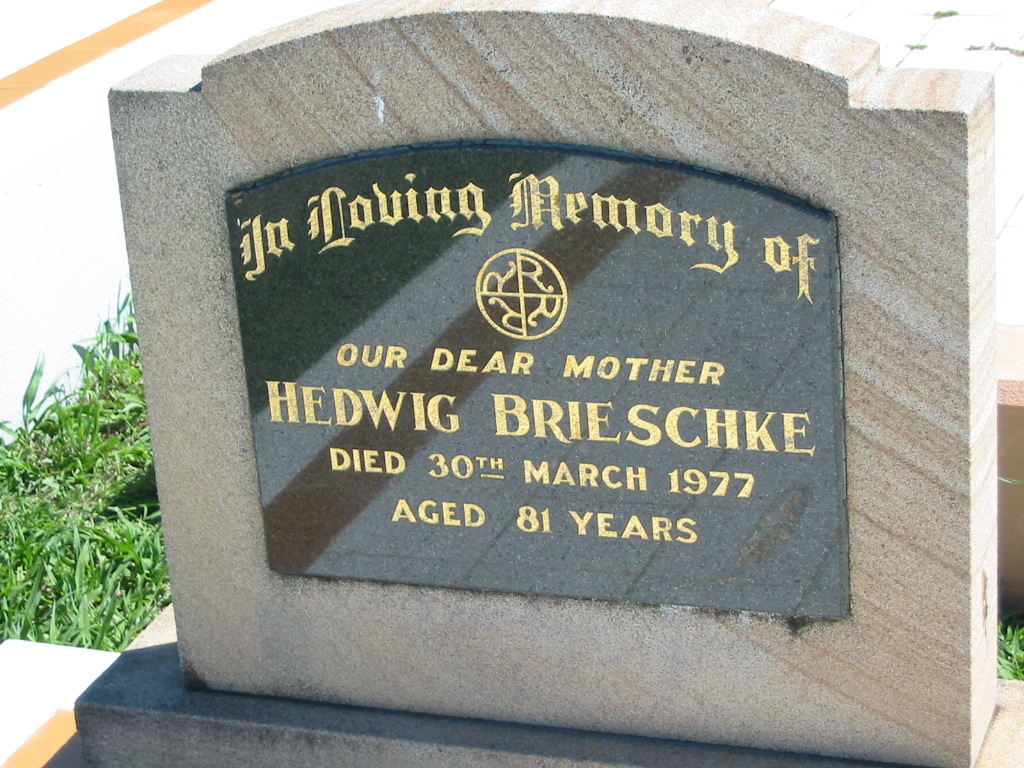 In Loving Memory of
OUR DEAR MOTHER
HEDWIG BRIESCHKE
DIED 30TH MARCH 1977
AGED 81 YEARS